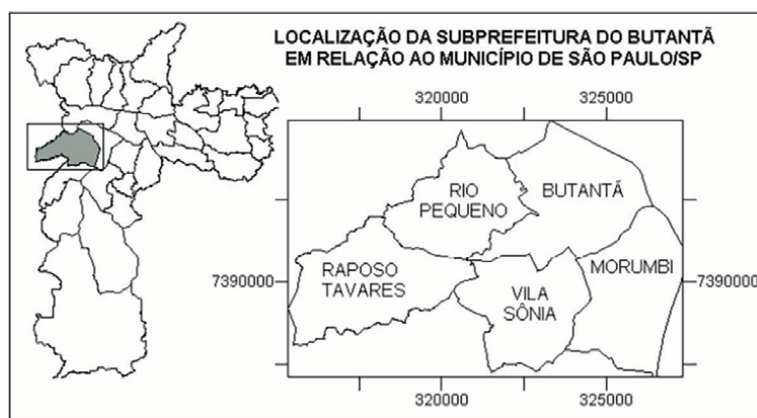 LOCALIZAÇÃO DA SUBPREFEITURA DO BUTANTÃ
EM RELAÇÃO AO MUNICÍPIO DE SÃO PAULO/SP
320000 325000
RIO
PEQUENO
BUTANTÃ
RAPOSO
TAVARES
MORUMBI
7390000 7390000
VILA
SÔNIA
320000 325000